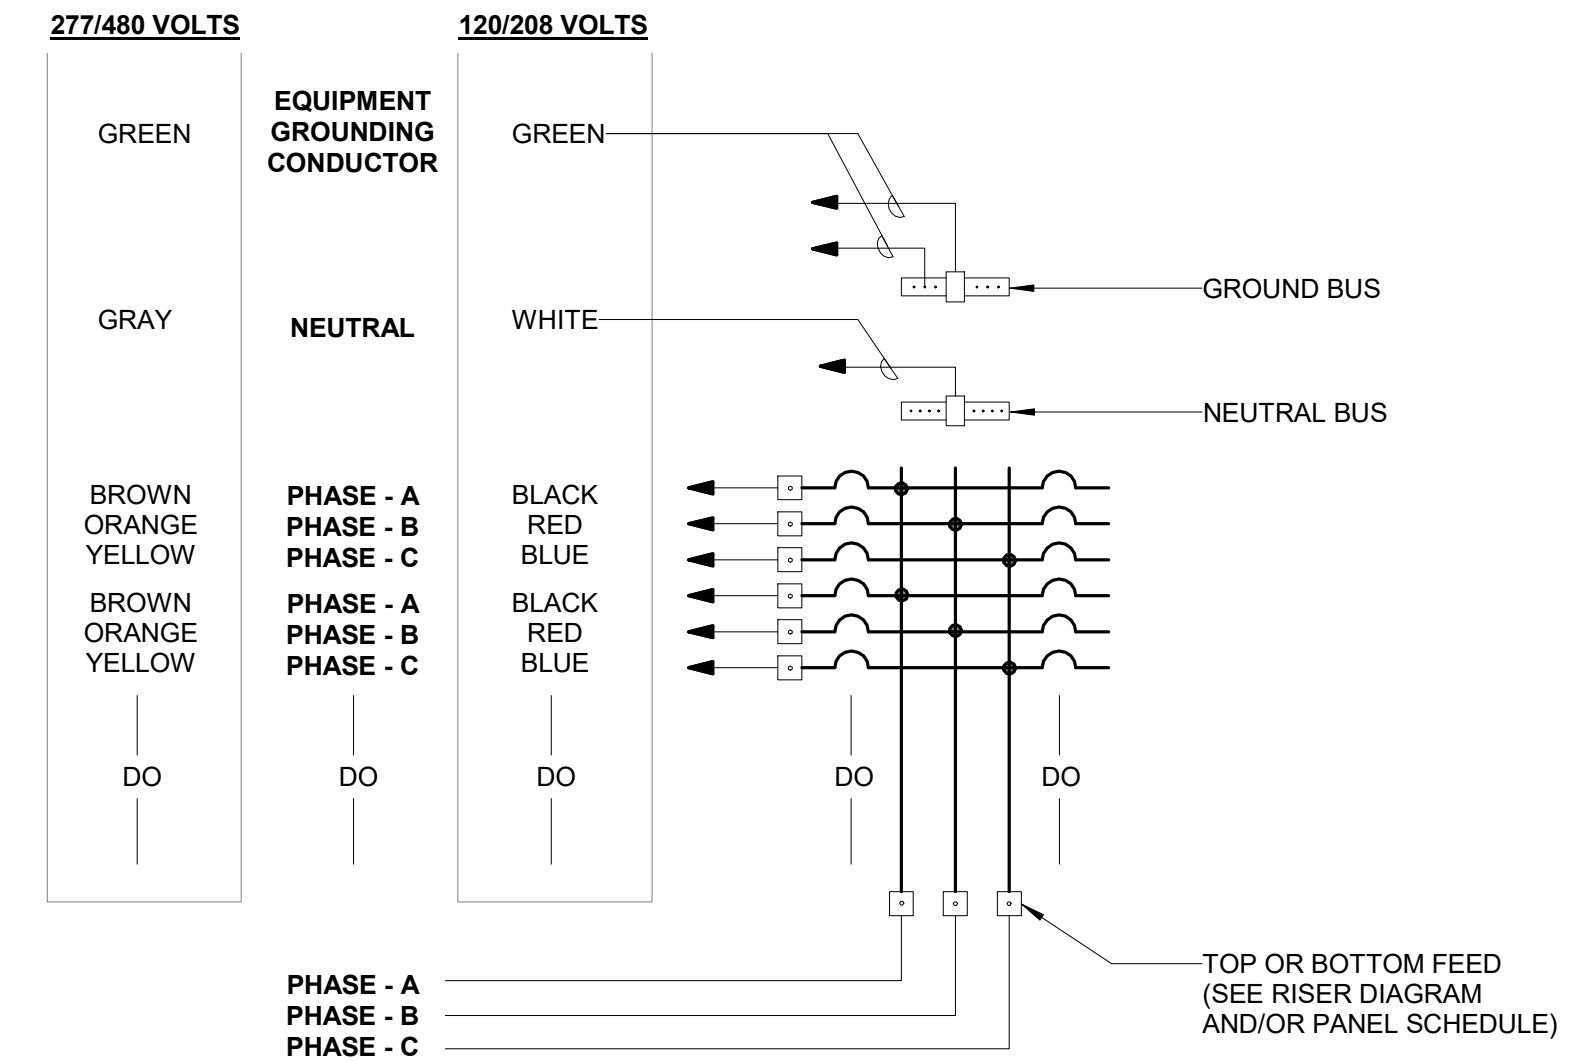 277/480 VOLTS
120/208 VOLTS
EQUIPMENT
GROUNDING
CONDUCTOR
GREEN
GREEN
GROUND BUS
GRAY
NEUTRAL
WHITE
NEUTRAL BUS
BROWN PHASE - A BLACK
ORANGE PHASE - B RED
YELLOW PHASE - C BLUE
BROWN PHASE - A BLACK
ORANGE PHASE - B RED
YELLOW PHASE - C BLUE
DO DO DO DO DO
TOP OR BOTTOM FEED
(SEE RISER DIAGRAM
AND/OR PANEL SCHEDULE)
PHASE - A
PHASE - B
PHASE - C